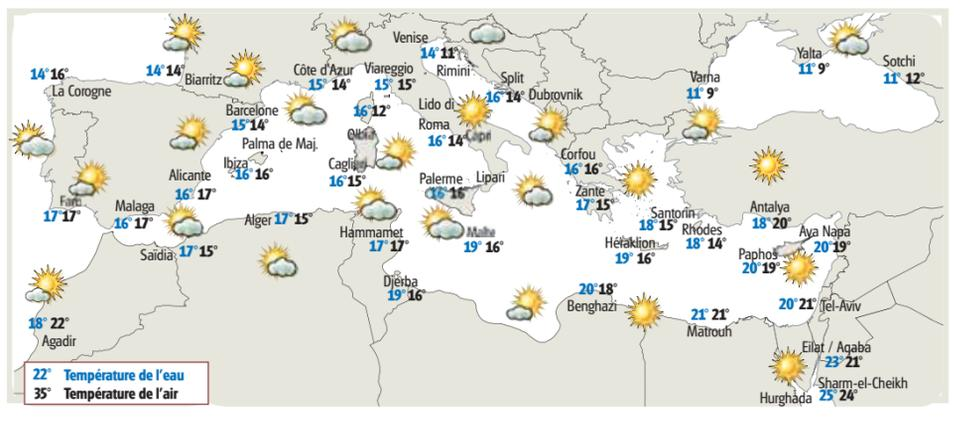 Venise
14° 11°
Rimini
Yalta
11° 9°
Sotchi
11° 12°
14° 16°
La Corogne
14° 14°
Biarritz
Côte d'Azur
15° 14°
Viareggio
15° 15°
Split
16° 14°
Dubrovnik
Varna
11° 9°
Barcelone
15° 14°
16° 12°
Olbia
Lido di
Roma
16° 14°
Capri
Palma de Maj.
Ibiza
16° 16°
Cagliari
16° 15°
Corfou
16° 16°
Alicante
16° 17°
Palerme
16° 16°
Lipari
Zante
17° 15°
Faro
17° 17°
Malaga
16° 17°
Alger 17° 15°
Hammamet
17° 17°
Malte
19° 16°
Santorin
18° 15°
Rhodes
18° 14°
Antalya
18° 20°
Aya Napa
20° 19°
Saïdia
17° 15°
Héraklion
19° 16°
Paphos
20° 19°
Djerba
19° 16°
20° 18°
Benghazi
21° 21°
Matrouh
20° 21°
Tel-Aviv
18° 22°
Agadir
Eilat / Aqaba
23° 21°
Sharm-el-Cheikh
25° 24°
Hurghada
22° Température de l'eau
35° Température de l'air